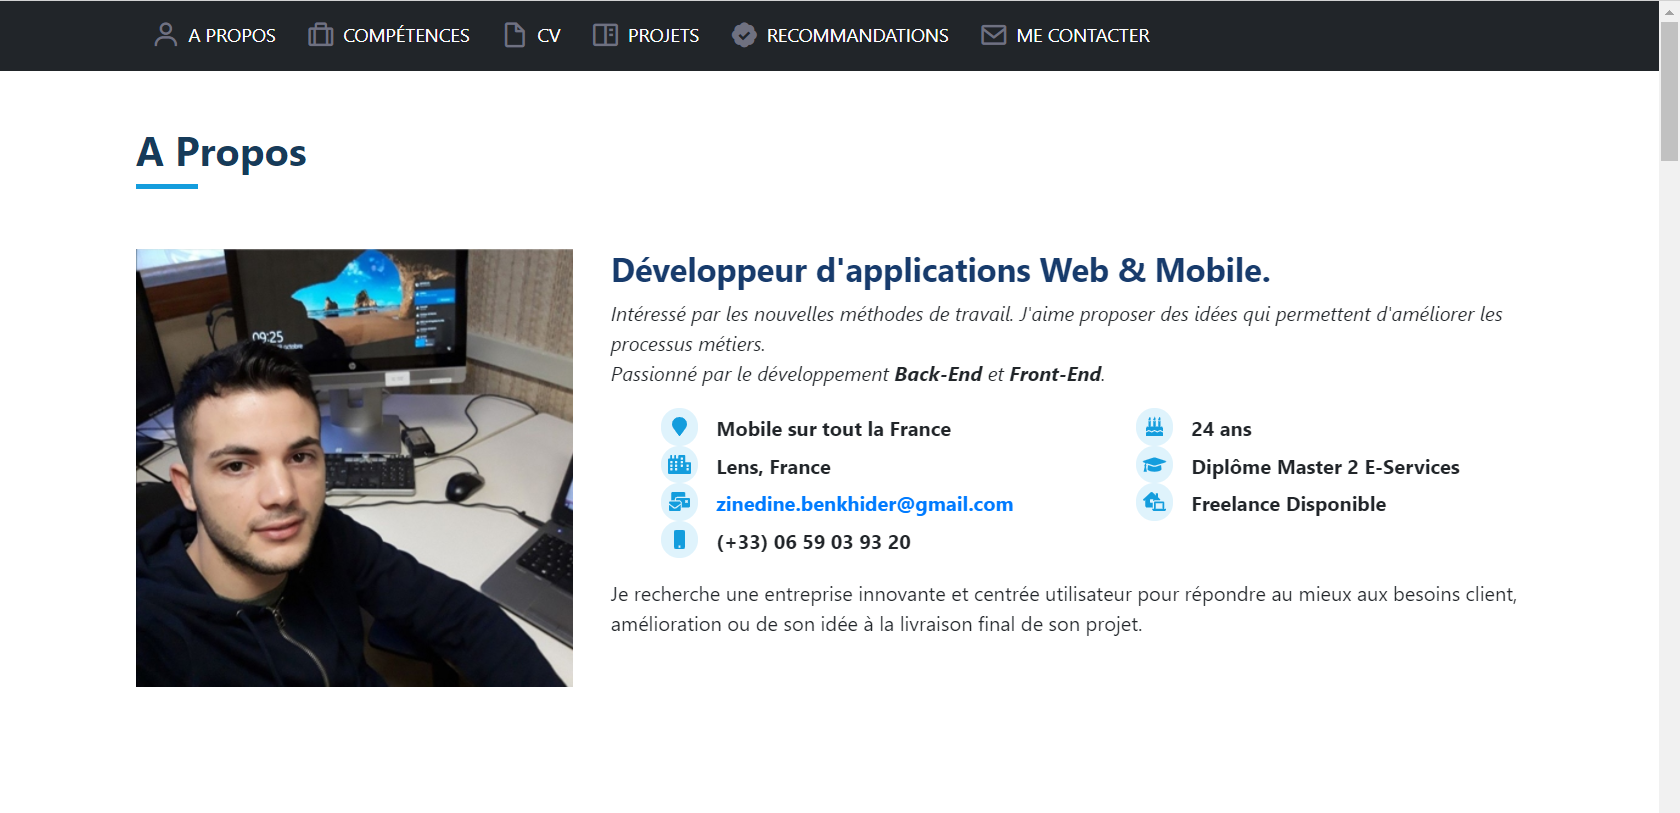 A PROPOS COMPÉTENCES CV PROJETS RECOMMANDATIONS ME CONTACTER
A Propos
09:25
Développeur d'applications Web & Mobile.
Intéressé par les nouvelles méthodes de travail. J'aime proposer des idées qui permettent d'améliorer les
processus métiers.
Passionné par le développement Back-End et Front-End.
Mobile sur tout la France
24 ans
Lens, France
Diplôme Master 2 E-Services
zinedine.benkhider@gmail.com
Freelance Disponible
(+33) 06 59 03 93 20
Je recherche une entreprise innovante et centrée utilisateur pour répondre au mieux aux besoins client,
amélioration ou de son idée à la livraison final de son projet.